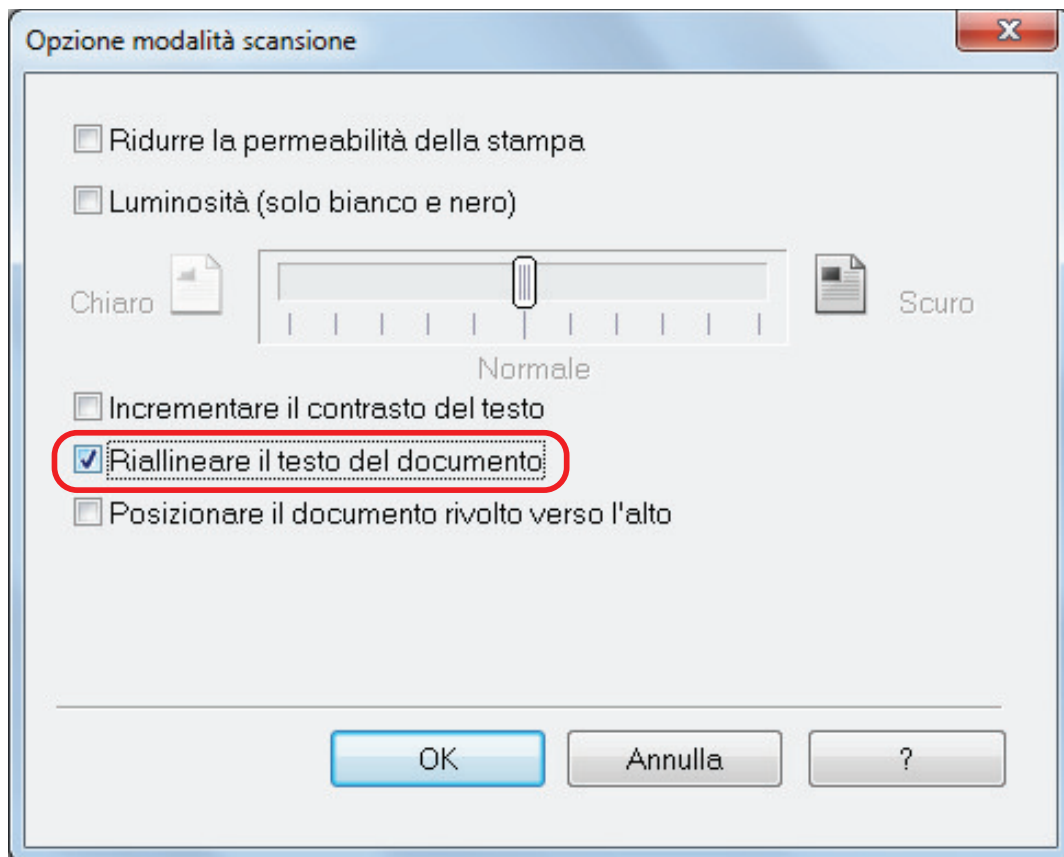 Opzione modalità scansione
Ridurre la permeabilità della stampa
Luminosità (solo bianco e nero)
Chiaro
Scuro
Normale
Incrementare il contrasto del testo
Riallineare il testo del documento
Posizionare il documento rivolto verso l'alto
OK
Annulla
?